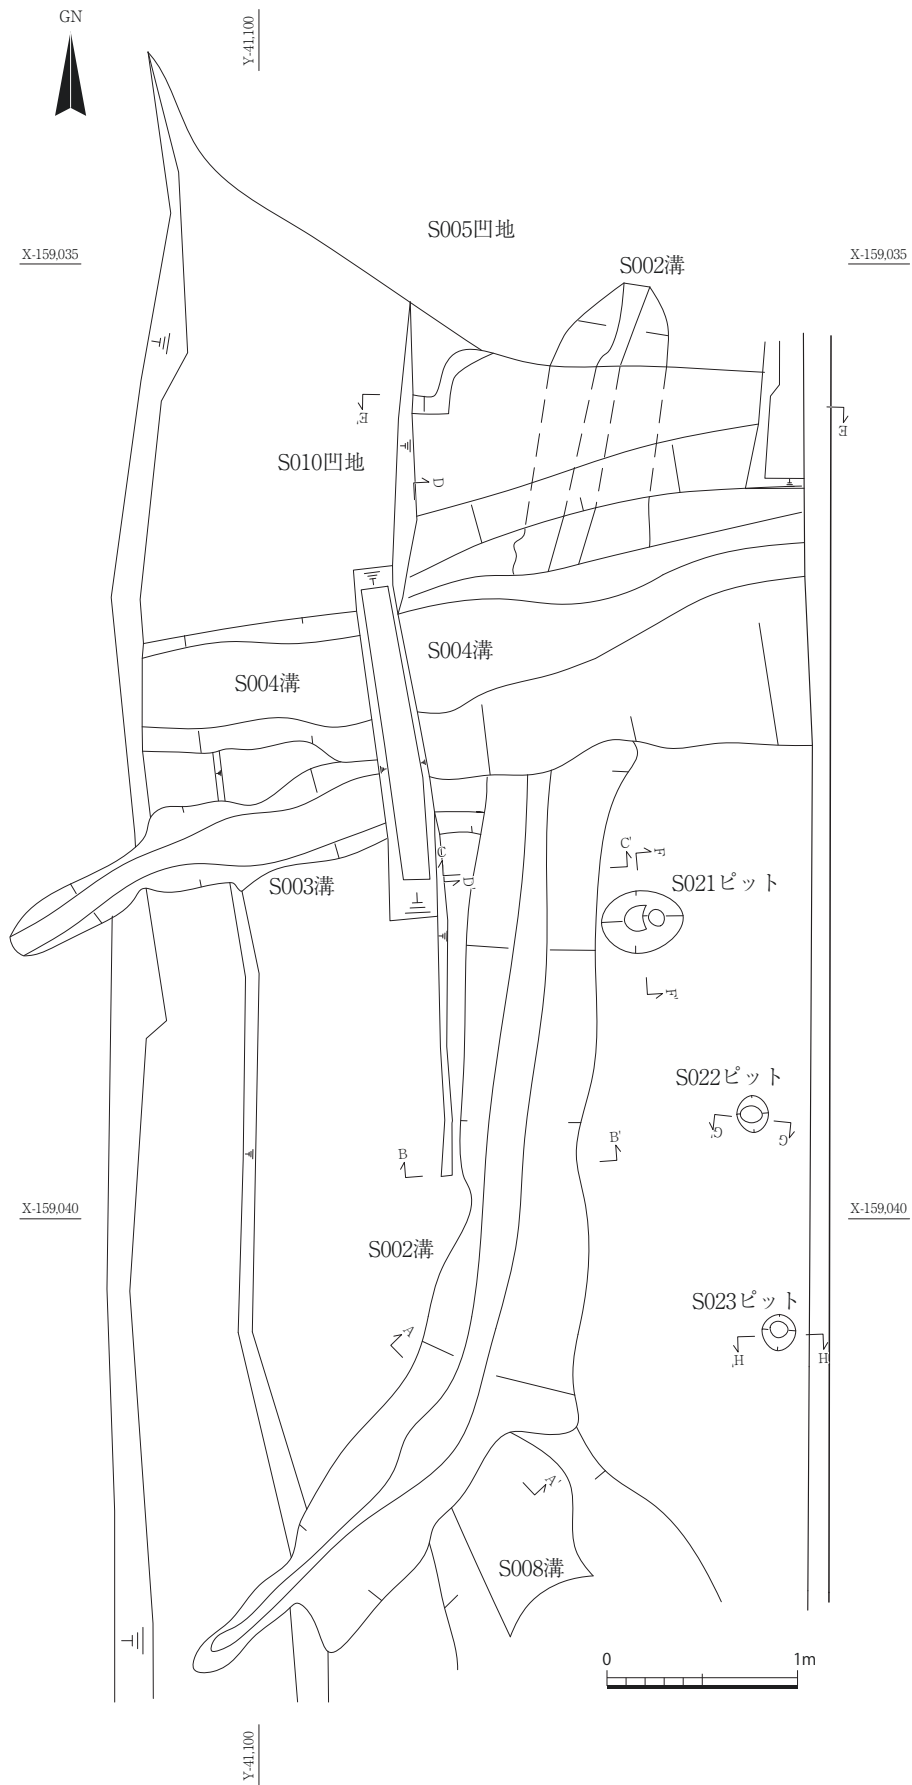 GN
Y-41,100
S005凹地
X-159,035
X-159,035
S002溝
E'
E
S010凹地
D
S004溝
S004溝
C'
F
C
D'
S003溝
S021ピット
F'
S022ピット
G'
G
B
B'
X-159,040
X-159,040
S002溝
S023ピット
A
H'
H
A'
S008溝
0
1m
Y-41,100